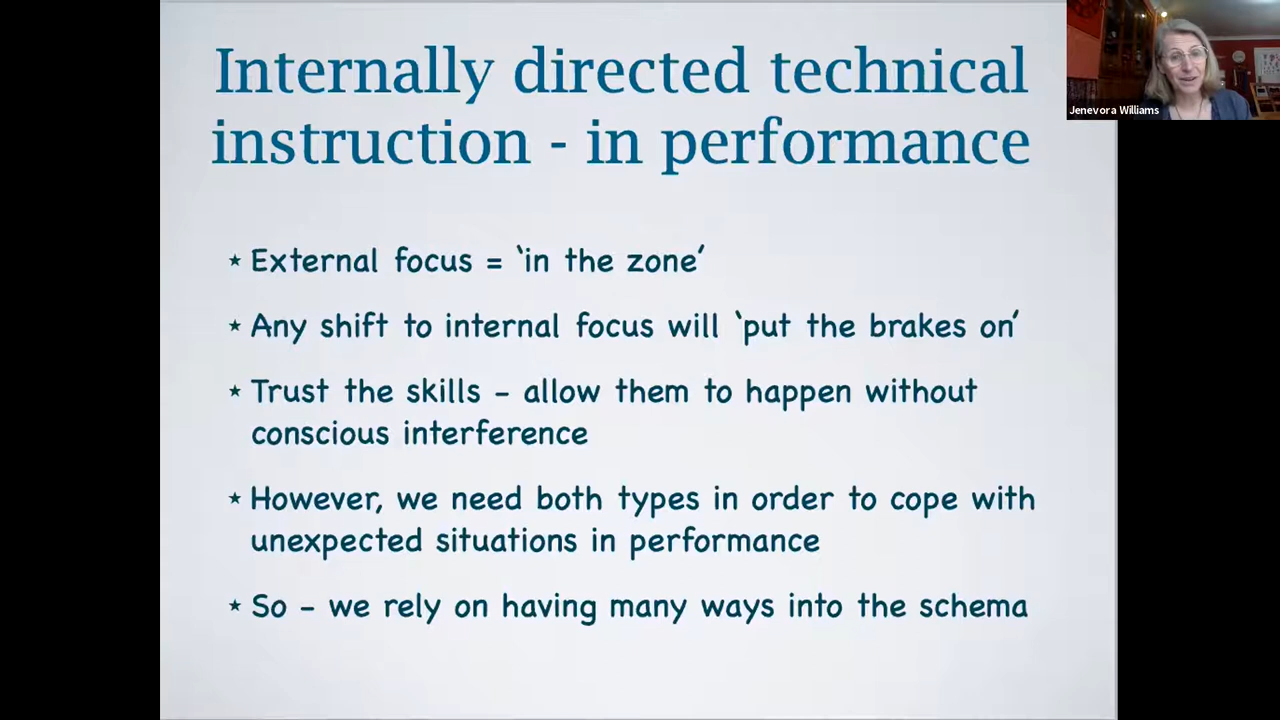 Internally directed technical
instruction - in performance
Jenevora Williams
⋆ External focus = ‘in the zone’
⋆ Any shift to internal focus will ‘put the brakes on’
⋆ Trust the skills – allow them to happen without
conscious interference
⋆ However, we need both types in order to cope with
unexpected situations in performance
⋆ So – we rely on having many ways into the schema